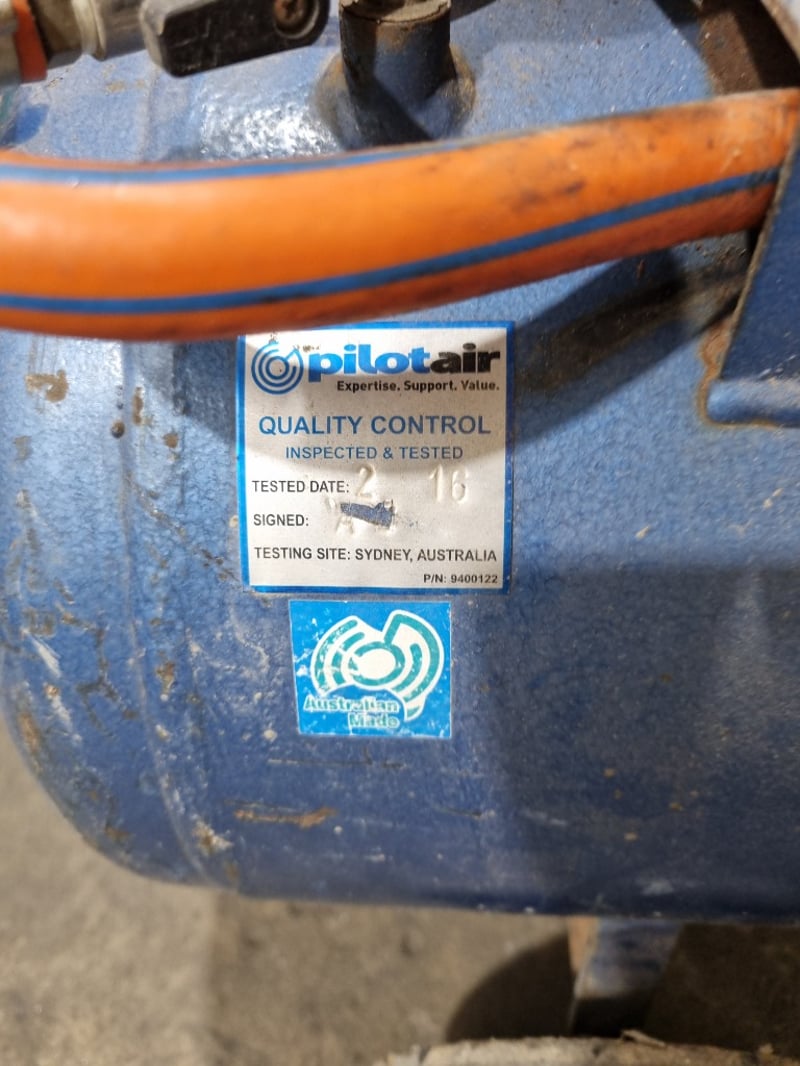 pilotair
Expertise. Support. Value.
QUALITY CONTROL
INSPECTED & TESTED
TESTED DATE: 2 16
SIGNED:
TESTING SITE: SYDNEY, AUSTRALIA
P/N: 9400122
Australian
Made